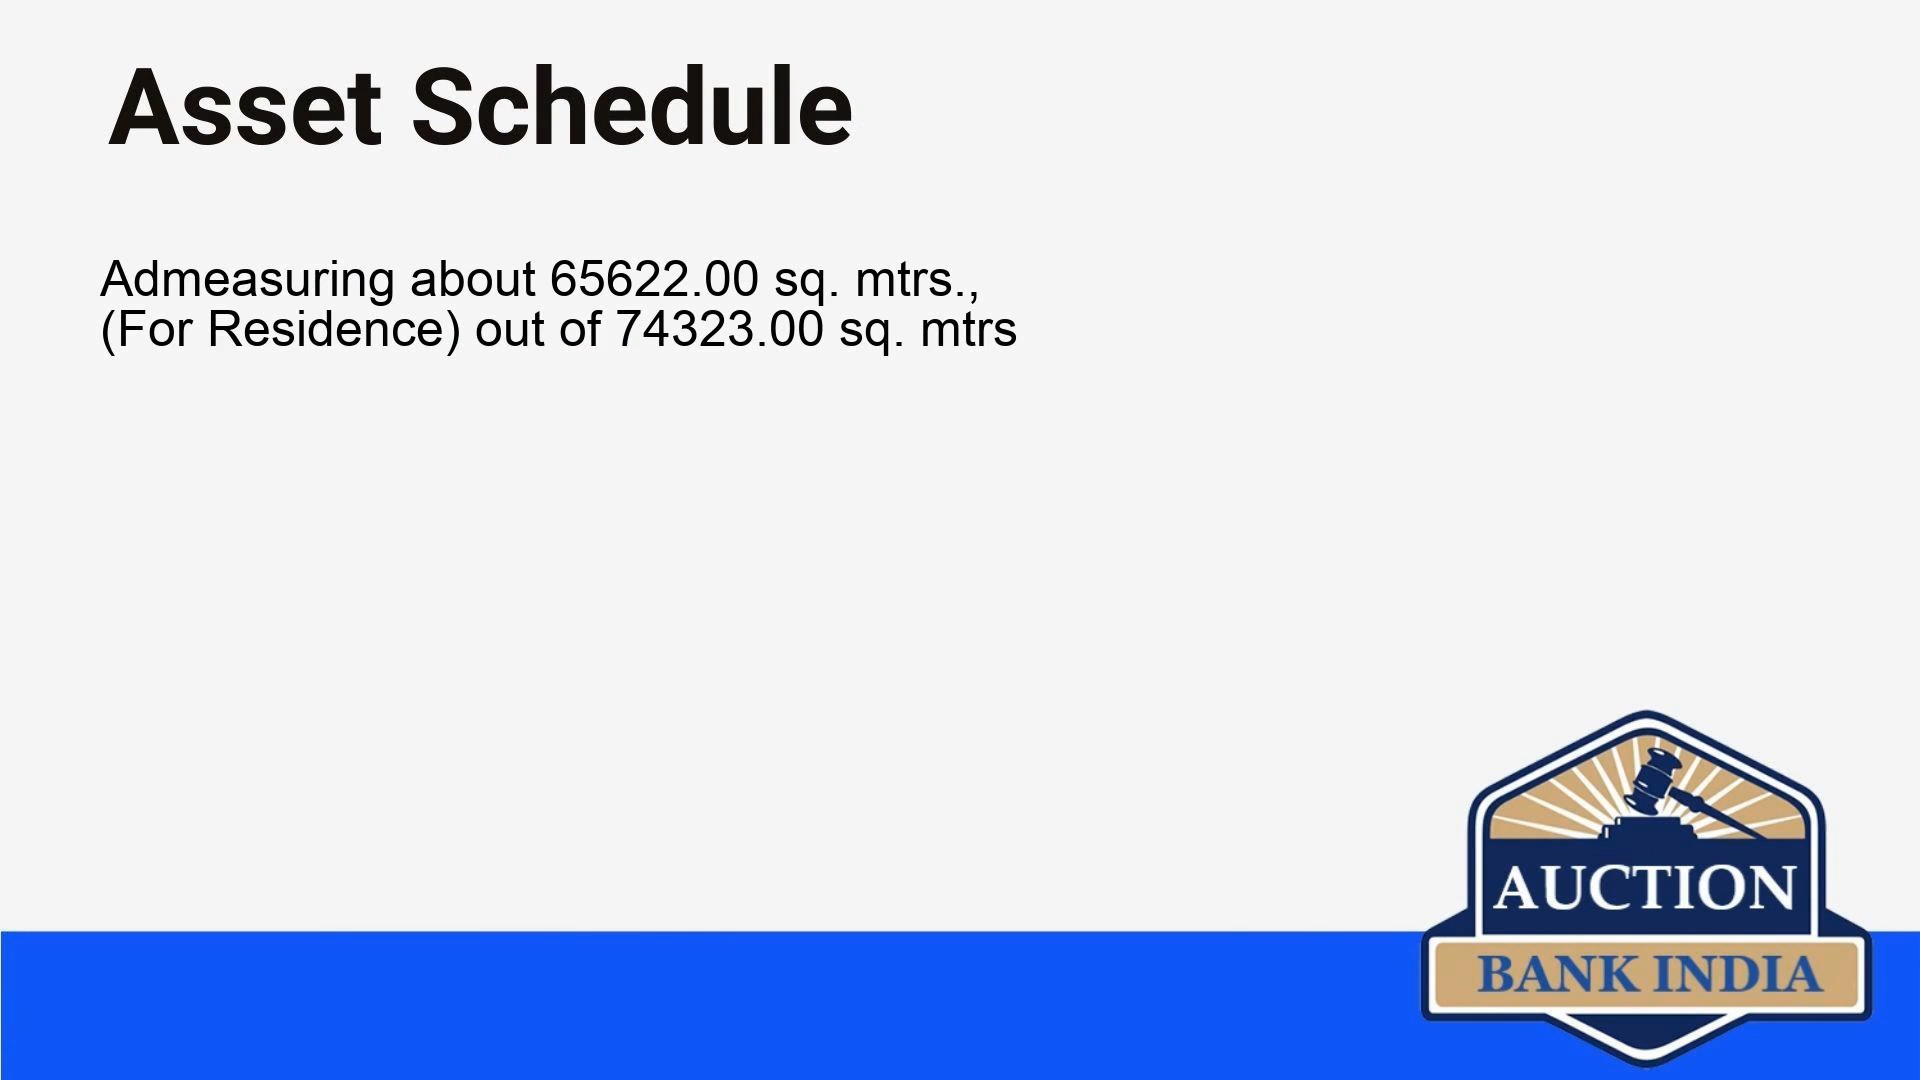 Asset Schedule
Admeasuring about 65622.00 sq. mtrs.,
(For Residence) out of 74323.00 sq. mtrs
AUCTION
BANK INDIA